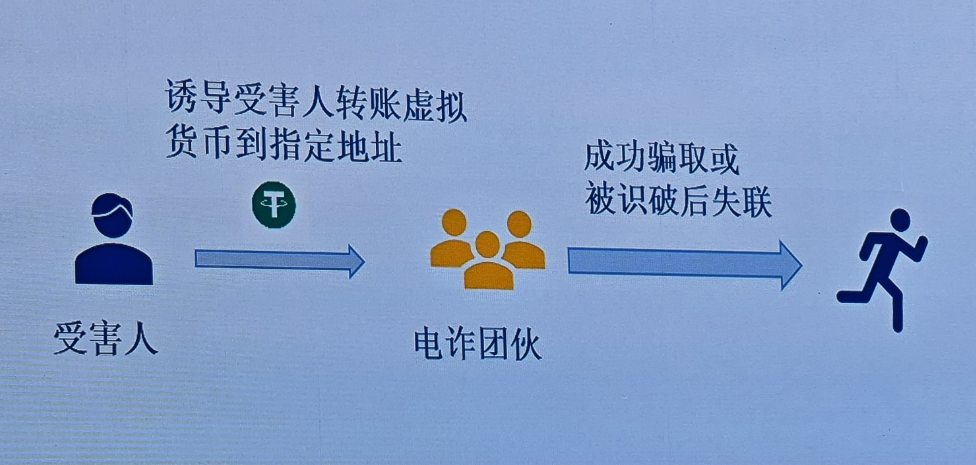 诱导受害人转账虚拟
货币到指定地址
成功骗取或
被识破后失联
受害人
电诈团伙